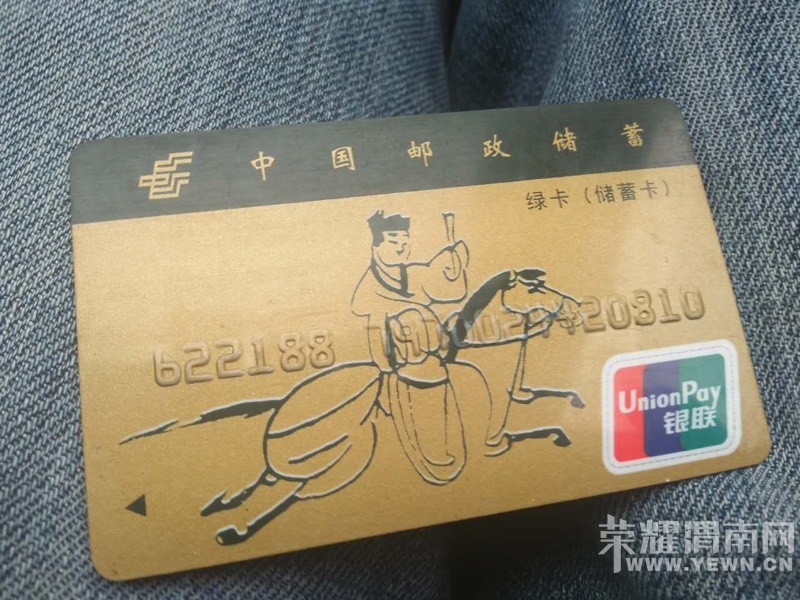 中国邮政储蓄
绿卡（储蓄卡）
622188
UnionPay
银联
荣耀渭南网
WWW.YEWN.CN